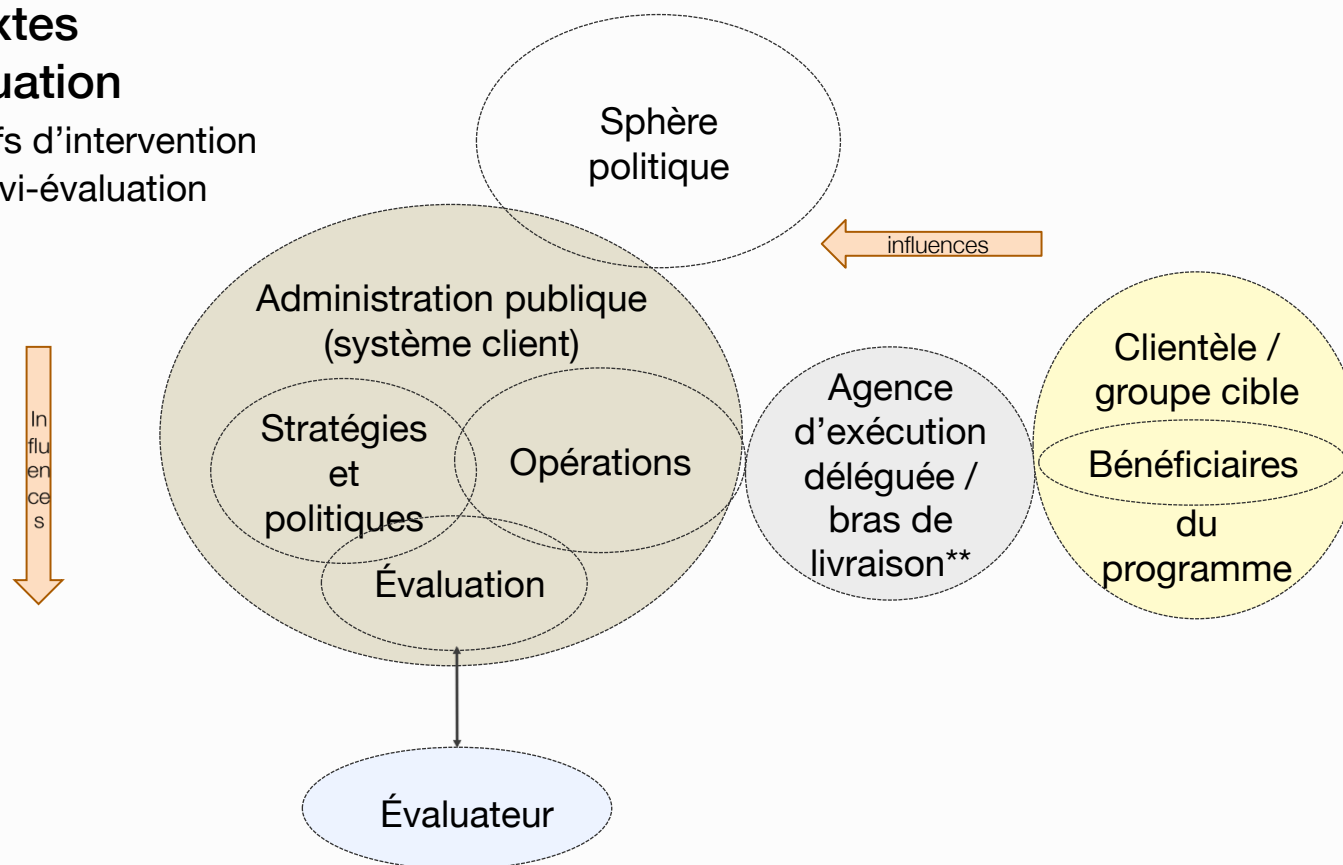 xtes
uation
fs d’intervention
vi-évaluation
Sphère
politique
influences
Administration publique
(système client)
Stratégies
et
politiques
Opérations
Évaluation
In
flu
en
ce
s
Agence
d’exécution
déléguée /
bras de
livraison**
Clientèle /
groupe cible
Bénéficiaires
du
programme
Évaluateur